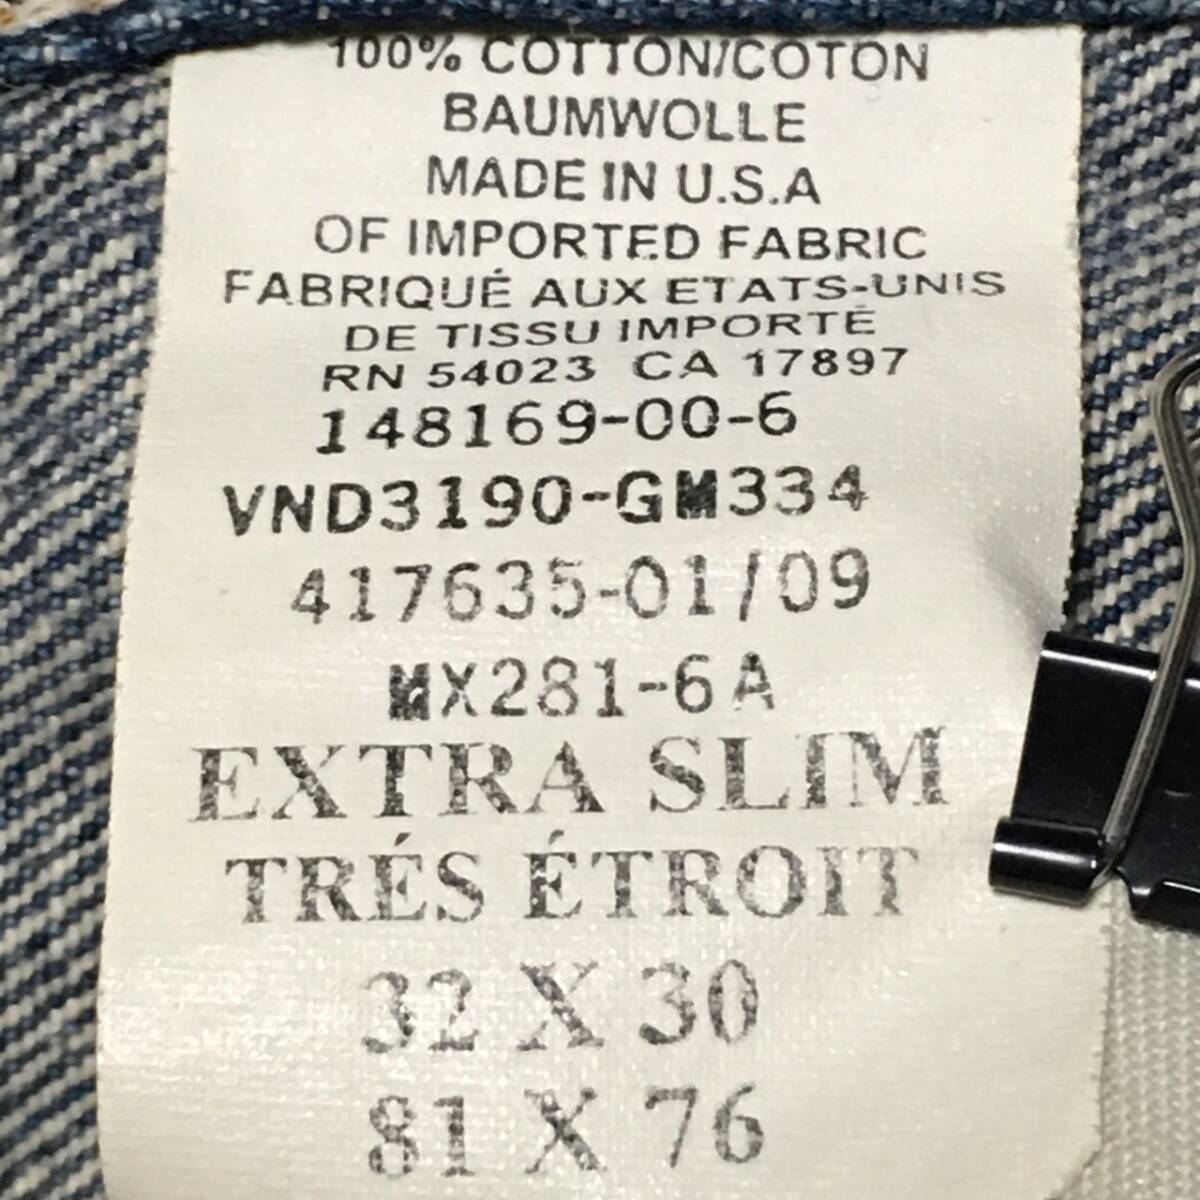 100% COTTON/COTON
BAUMWOLLE
MADE IN U.S.A
OF IMPORTED FABRIC
FABRIQUÉ AUX ETATS-UNIS
DE TISSU IMPORTÉ
RN 54023 CA 17897
148169-00-6
VND3190-GM334
417635-01/09
MX281-6A
EXTRA SLIM
TRÉS ÉTROIT
32 X 30
81 X 76